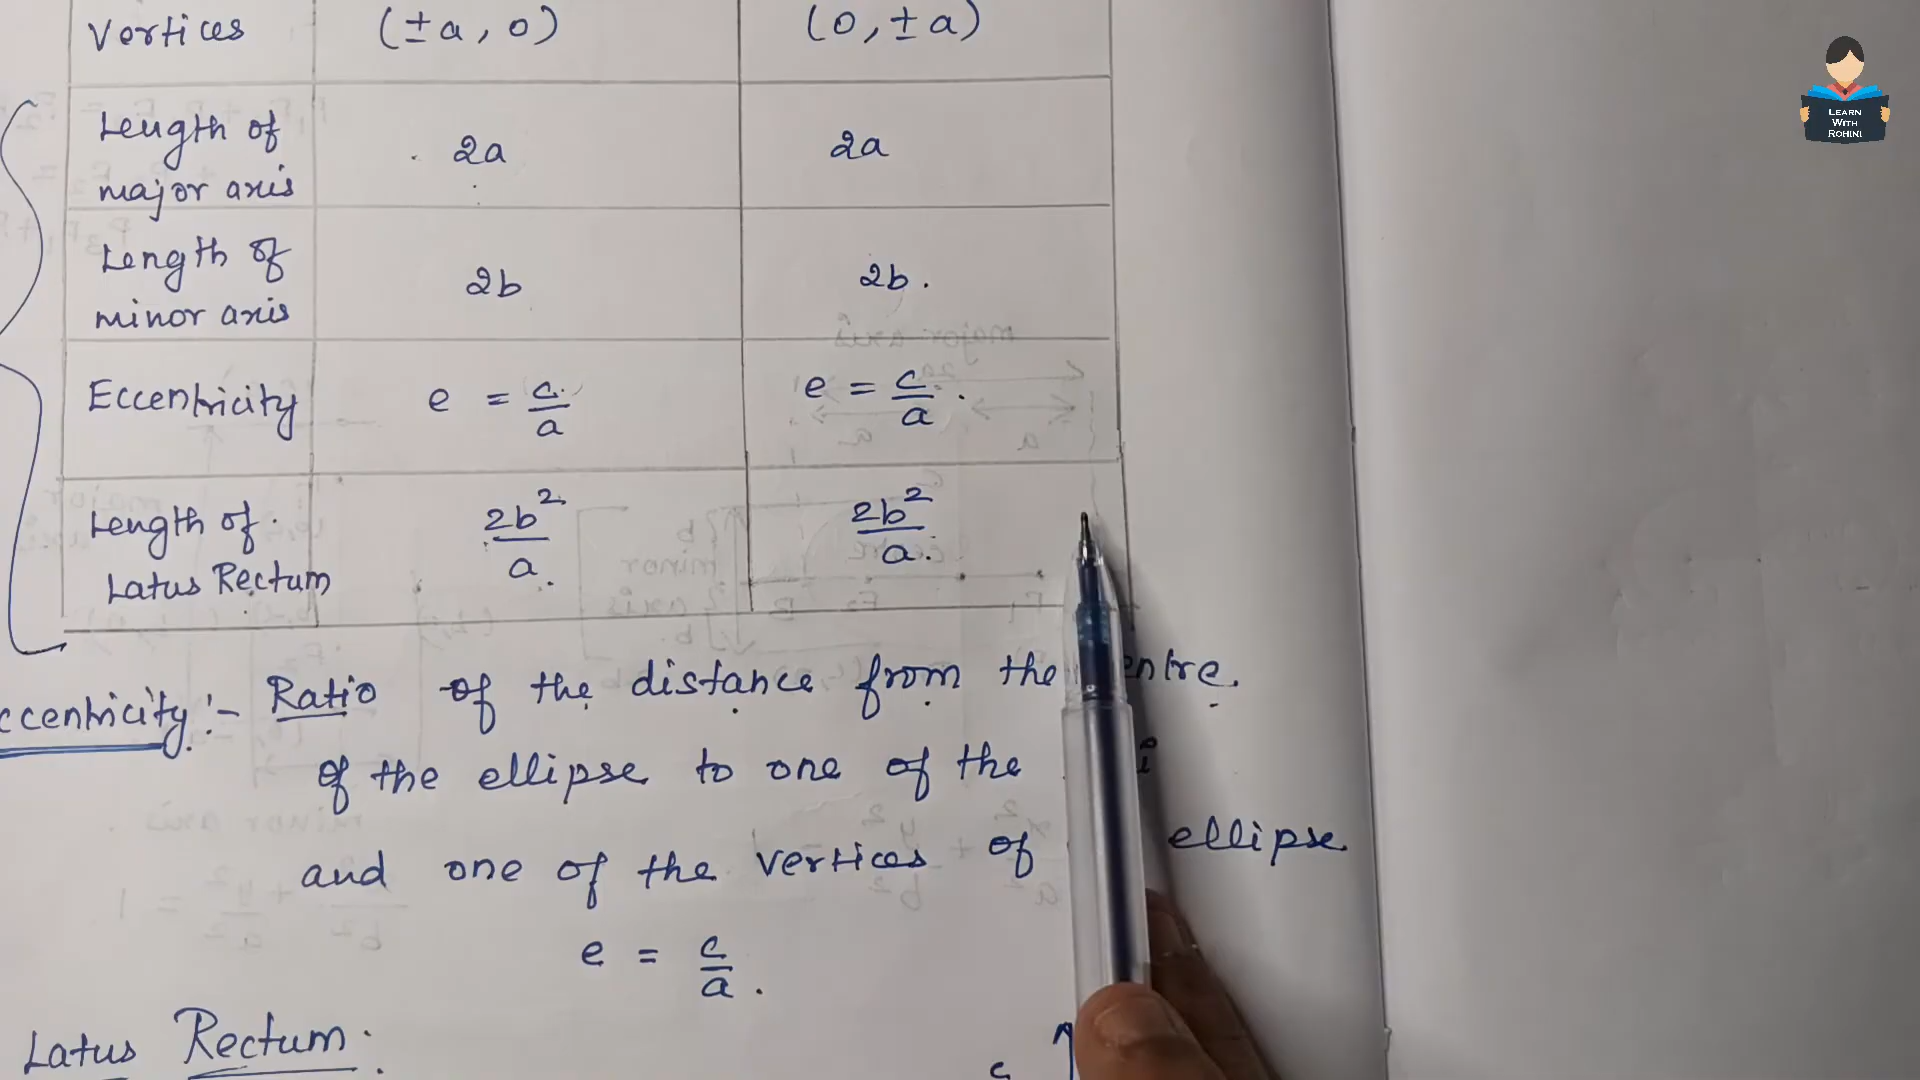 Vertices (±a, 0) (0, ±a)
Length of major axis 2a 2a
Length of minor axis 2b 2b.
Eccentricity e = c/a e = c/a.
Length of Latus Rectum 2b²/a. 2b²/a.
ccentricity :- Ratio of the distance from the entre.
of the ellipse to one of the
and one of the vertices of ellipse
e = c/a.
Latus Rectum:
LEARN
WITH
ROHINI